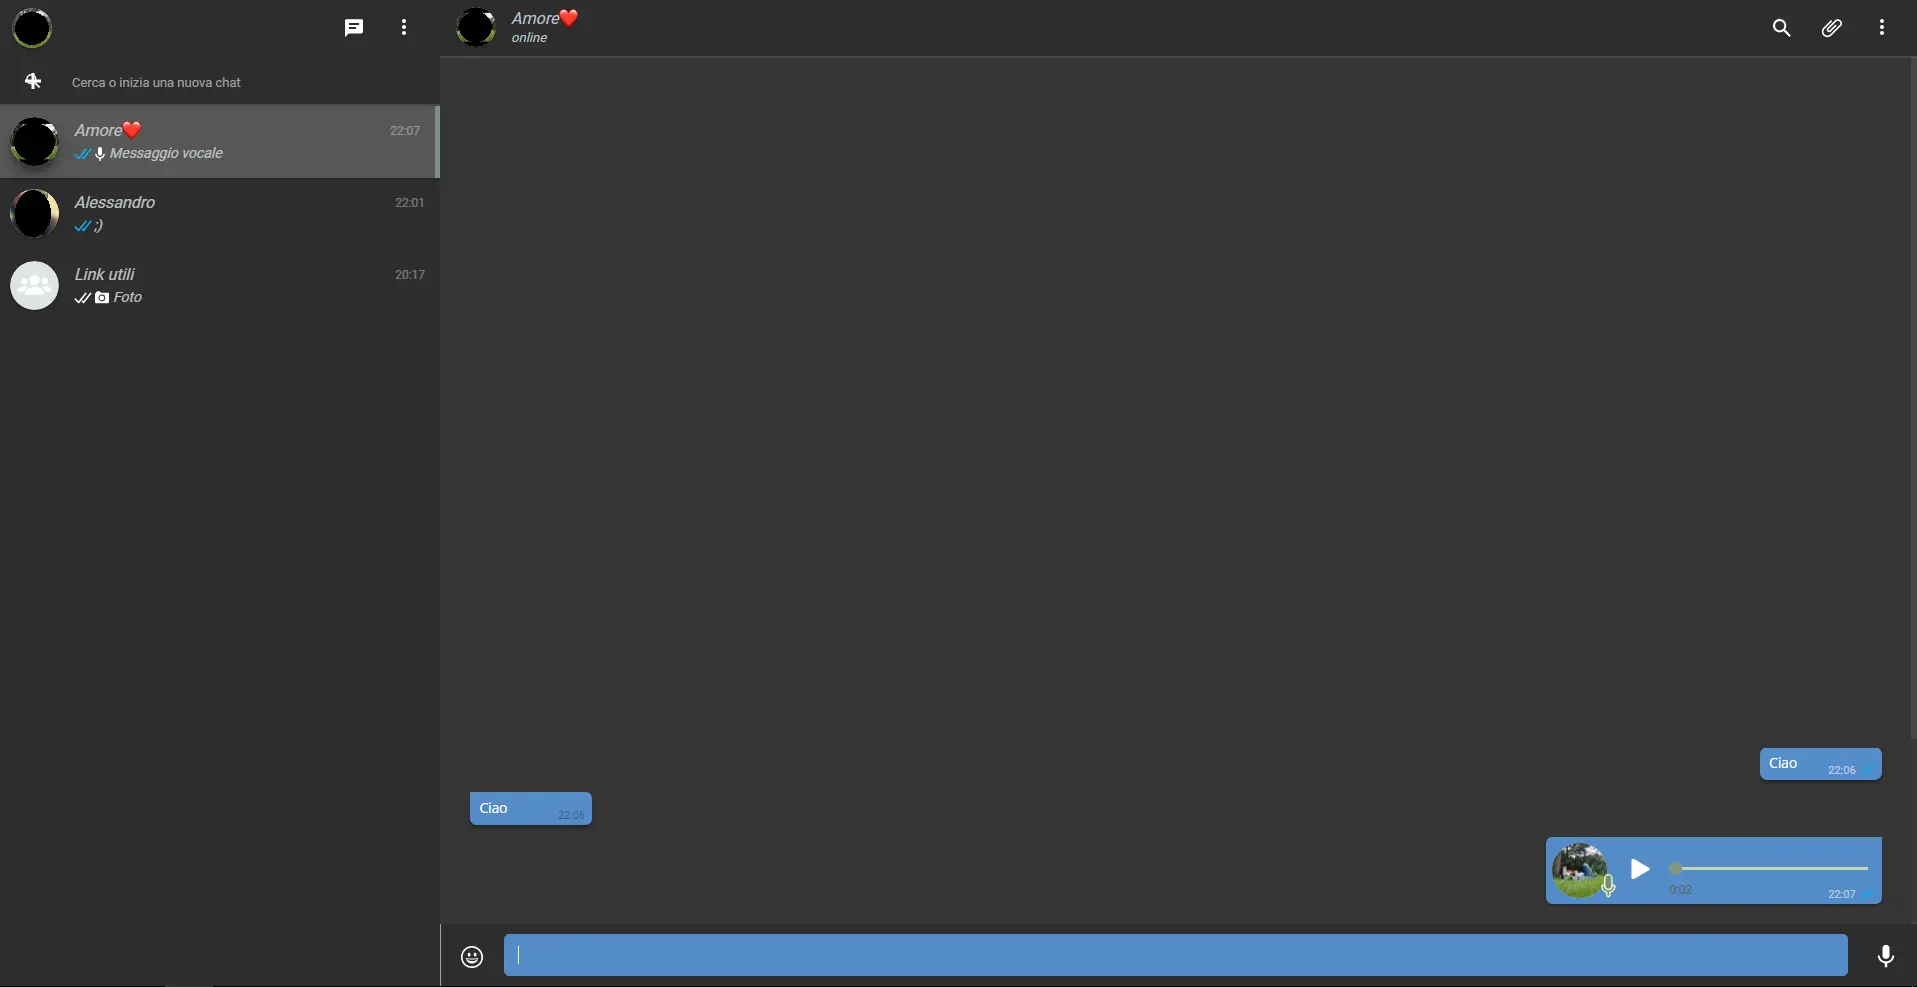 Cerca o inizia una nuova chat
Amore❤️ 22:07
Messaggio vocale
Alessandro 22:01
;)
Link utili 20:17
Foto
Amore❤️
online
Ciao 22:06
Ciao 22:06
0:02 22:07